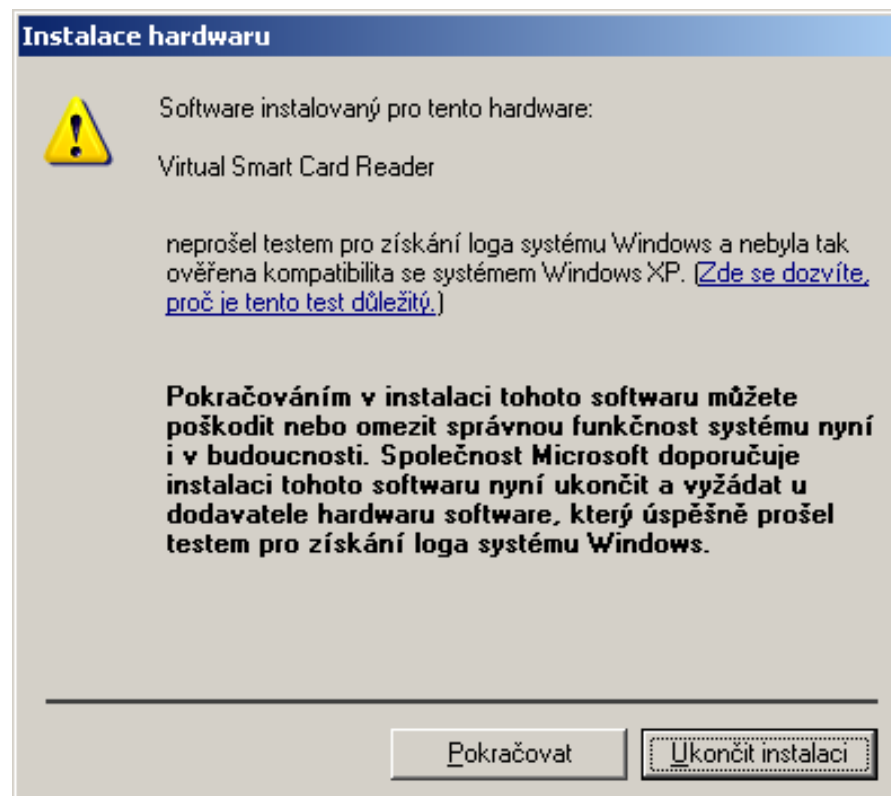 Instalace hardwaru
Software instalovaný pro tento hardware:
Virtual Smart Card Reader
neprošel testem pro získání loga systému Windows a nebyla tak
ověřena kompatibilita se systémem Windows XP. (Zde se dozvíte,
proč je tento test důležitý.)
Pokračováním v instalaci tohoto softwaru můžete
poškodit nebo omezit správnou funkčnost systému nyní
i v budoucnosti. Společnost Microsoft doporučuje
instalaci tohoto softwaru nyní ukončit a vyžádat u
dodavatele hardwaru software, který úspěšně prošel
testem pro získání loga systému Windows.
Pokračovat
Ukončit instalaci